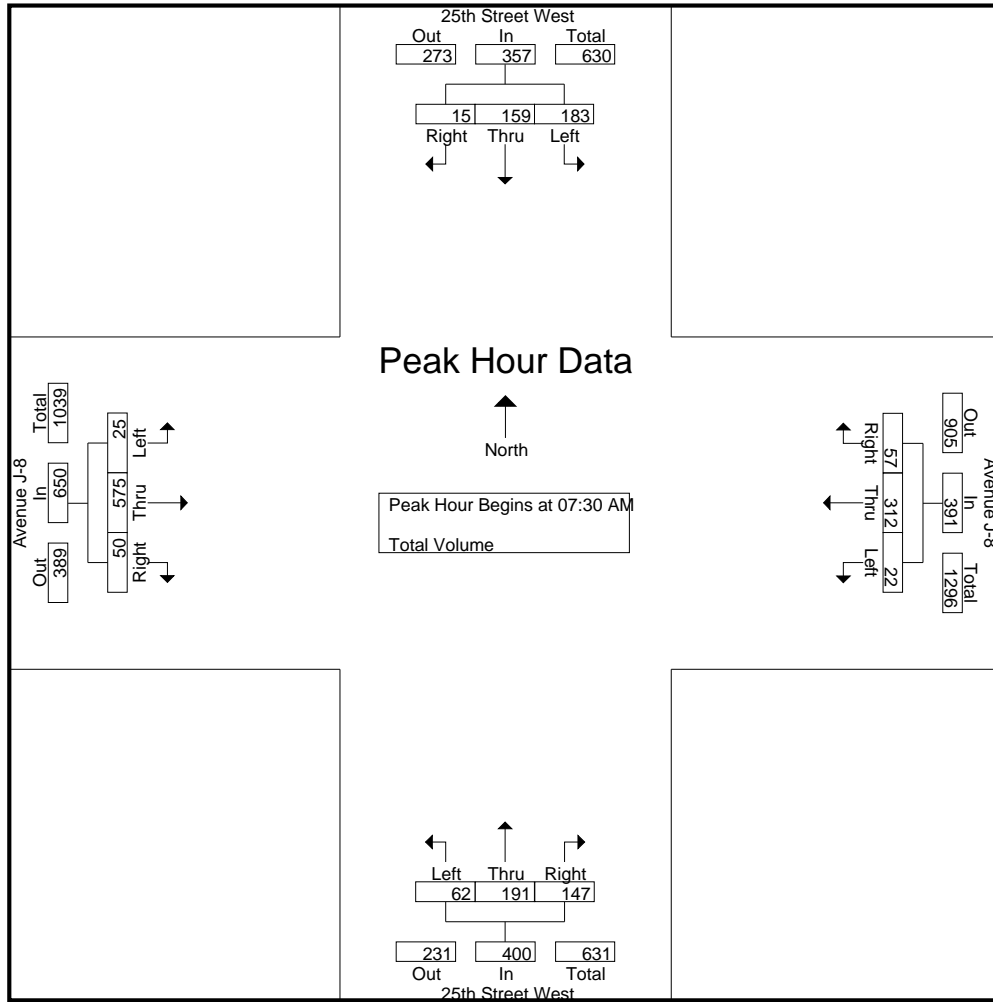 25th Street West
Out In Total
273 357 630
15 159 183
Right Thru Left
Peak Hour Data
North
Peak Hour Begins at 07:30 AM
Total Volume
Avenue J-8
Out In Total
389 650 1039
25 575 50
Left Thru Right
Avenue J-8
Out In Total
905 391 1296
57 312 22
Right Thru Left
Left Thru Right
62 191 147
231 400 631
Out In Total
25th Street West